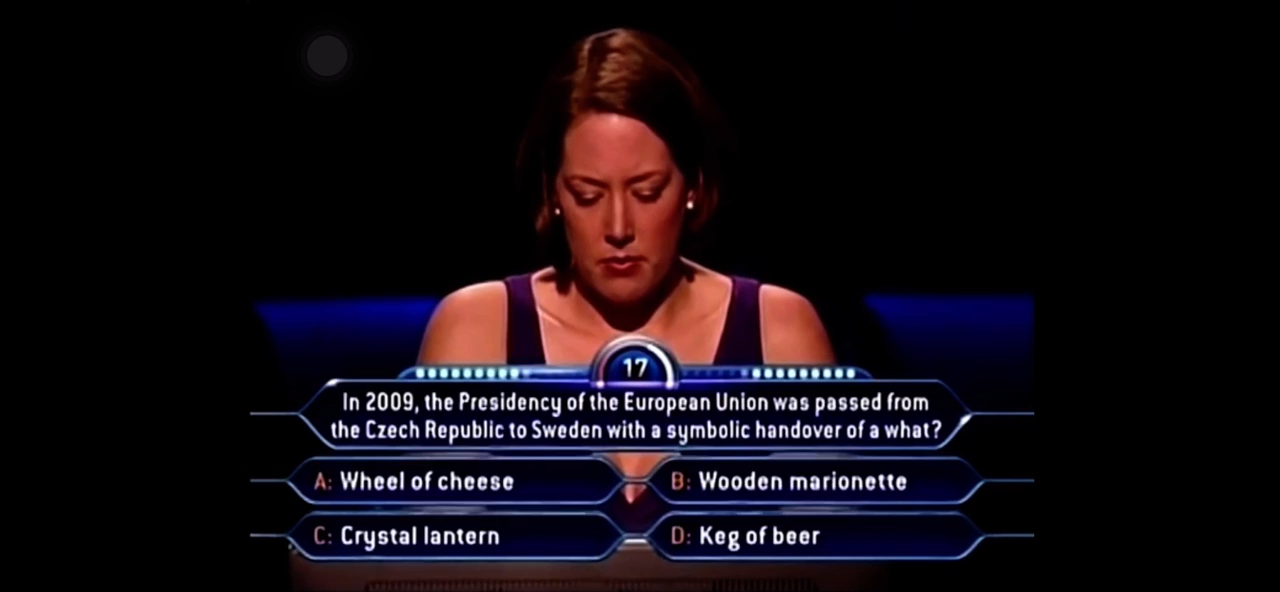 17
In 2009, the Presidency of the European Union was passed from
the Czech Republic to Sweden with a symbolic handover of a what?
A: Wheel of cheese
B: Wooden marionette
C: Crystal lantern
D: Keg of beer